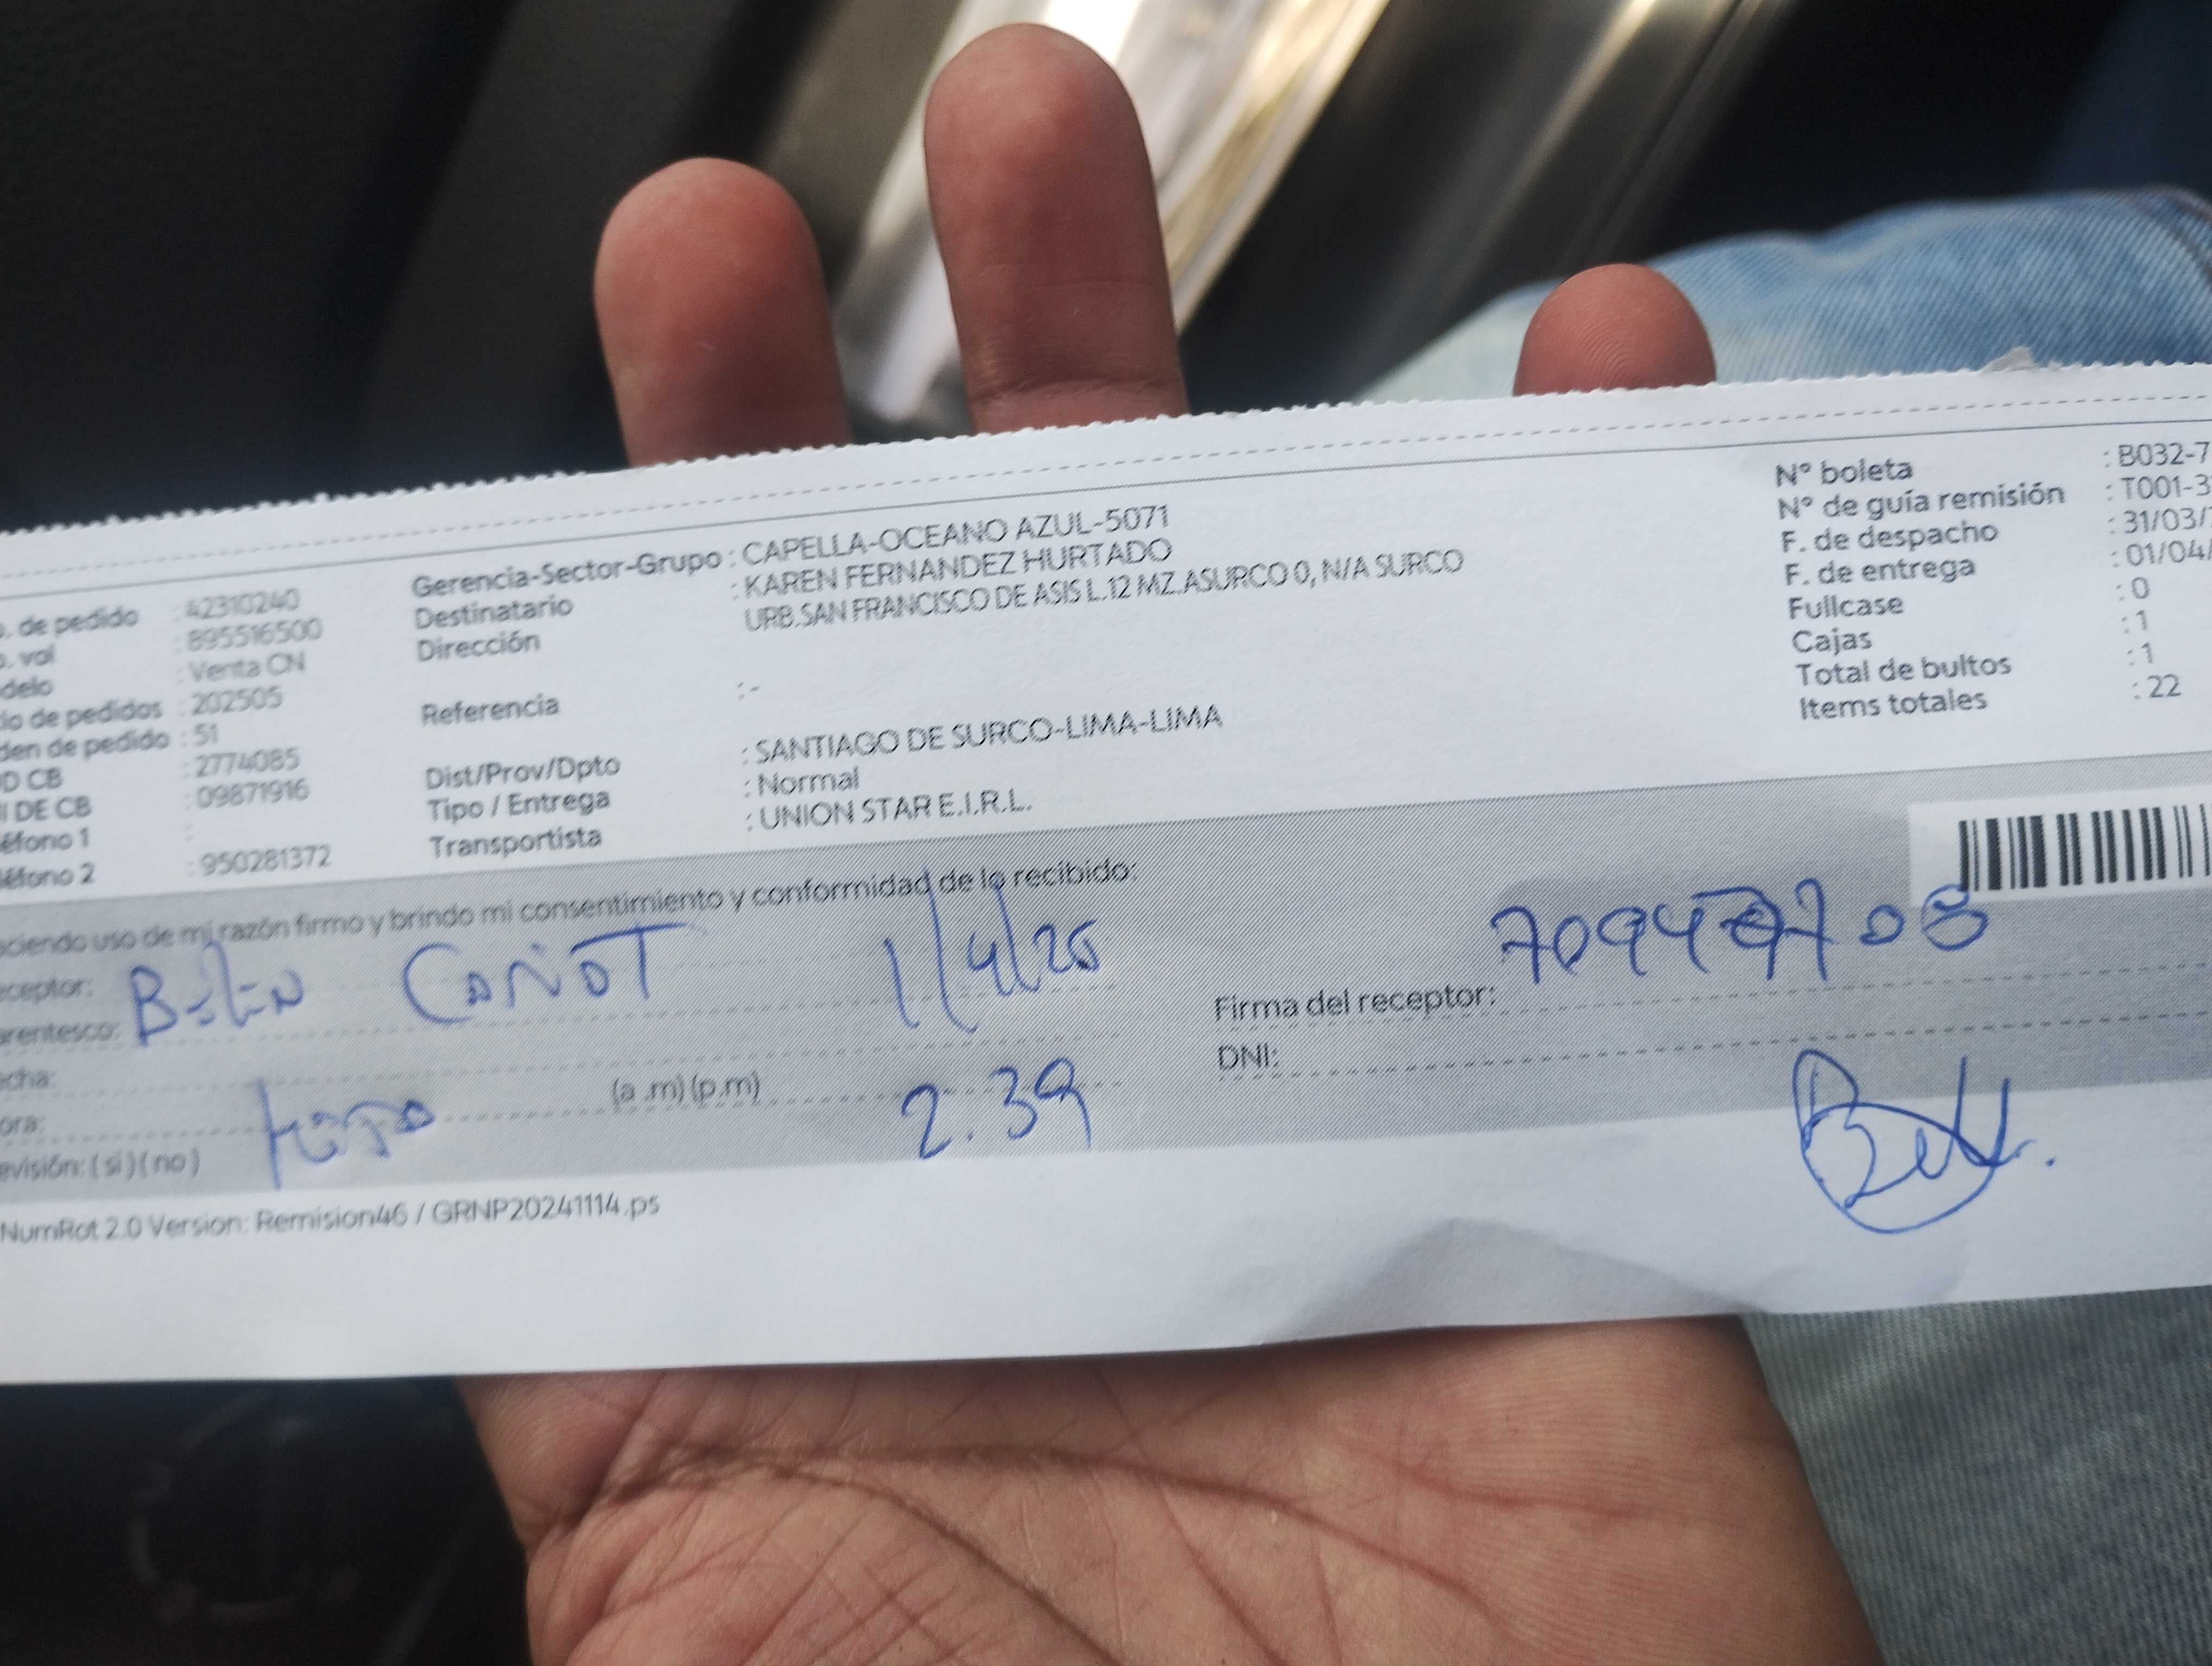 . de pedido : 42310240
. vol : 895516500
delo : Venta CN
io de pedidos : 202505
den de pedido : 51
D CB : 2774085
I DE CB : 09871916
éfono 1 :
léfono 2 : 950281372
Gerencia-Sector-Grupo : CAPELLA-OCEANO AZUL-5071
Destinatario : KAREN FERNANDEZ HURTADO
Dirección URB.SAN FRANCISCO DE ASIS L.12 MZ.ASURCO 0, N/A SURCO
Referencia : -
Dist/Prov/Dpto : SANTIAGO DE SURCO-LIMA-LIMA
Tipo / Entrega : Normal
Transportista : UNION STAR E.I.R.L.
N° boleta : B032-7
N° de guía remisión : T001-3
F. de despacho : 31/03/
F. de entrega : 01/04/
Fullcase : 0
Cajas : 1
Total de bultos : 1
Items totales : 22
ciendo uso de mi razón firmo y brindo mi consentimiento y conformidad de lo recibido:
ceptor:
arentesco: 1/4/25
echa:
ora: (a .m) (p.m) 2.39
evisión: ( si ) ( no )
Firma del receptor:
DNI:
NumRot 2.0 Version: Remision46 / GRNP20241114.ps